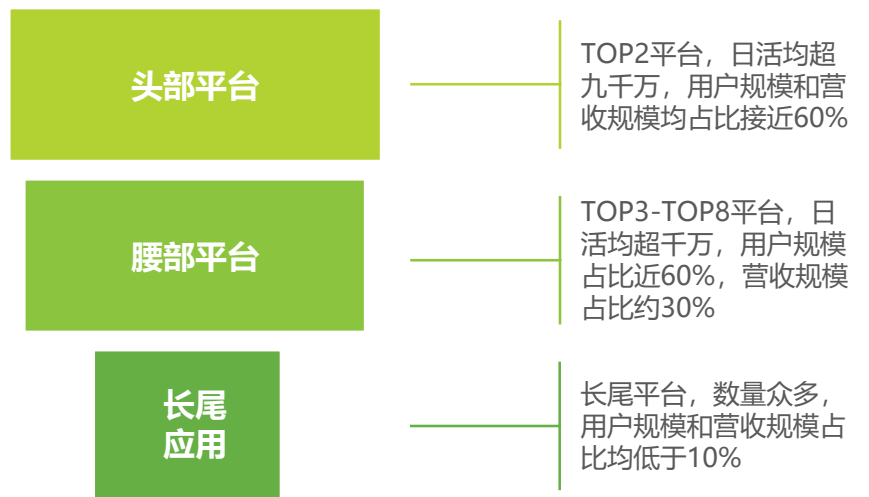 头部平台
TOP2平台，日活均超
九千万，用户规模和营
收规模均占比接近60%
腰部平台
TOP3-TOP8平台，日
活均超千万，用户规模
占比近60%，营收规模
占比约30%
长尾
应用
长尾平台，数量众多，
用户规模和营收规模占
比均低于10%